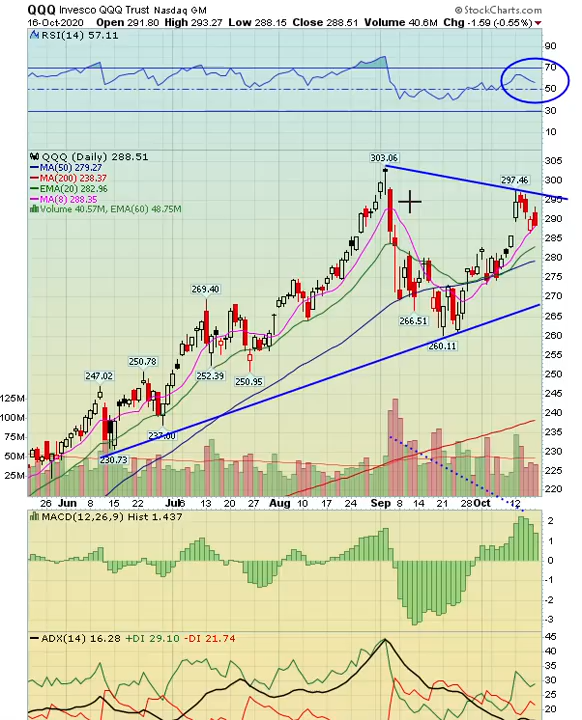 QQQ Invesco QQQ Trust Nasdaq GM © StockCharts.com
16-Oct-2020 Open 291.80 High 293.27 Low 288.15 Close 288.51 Volume 40.6M Chg -1.59 (-0.55%)
RSI(14) 57.11
90
70
50
30
10
QQQ (Daily) 288.51
MA(50) 279.27
MA(200) 238.37
EMA(20) 282.96
MA(8) 288.35
Volume 40.57M, EMA(60) 48.75M
303.06
297.46
269.40
266.51
260.11
250.78
252.39
250.95
247.02
237.00
230.73
305
300
295
290
285
280
275
270
265
260
255
250
245
240
235
230
225
220
125M
100M
75M
50M
25M
26 Jun 8 15 22 Jul 6 13 20 27 Aug 10 17 24 Sep 8 14 21 28 Oct 12
MACD(12,26,9) Hist 1.437
2
1
0
-1
-2
-3
ADX(14) 16.28 +DI 29.10 -DI 21.74
45
40
35
30
25
20